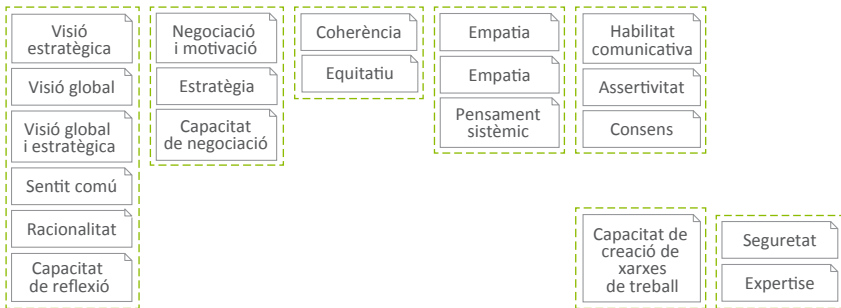 Visió
estratègica
Visió global
Visió global
i estratègica
Sentit comú
Racionalitat
Capacitat
de reflexió
Negociació
i motivació
Estratègia
Capacitat
de negociació
Coherència
Equitatiu
Empatia
Empatia
Pensament
sistèmic
Habilitat
comunicativa
Assertivitat
Consens
Capacitat de
creació de
xarxes
de treball
Seguretat
Expertise